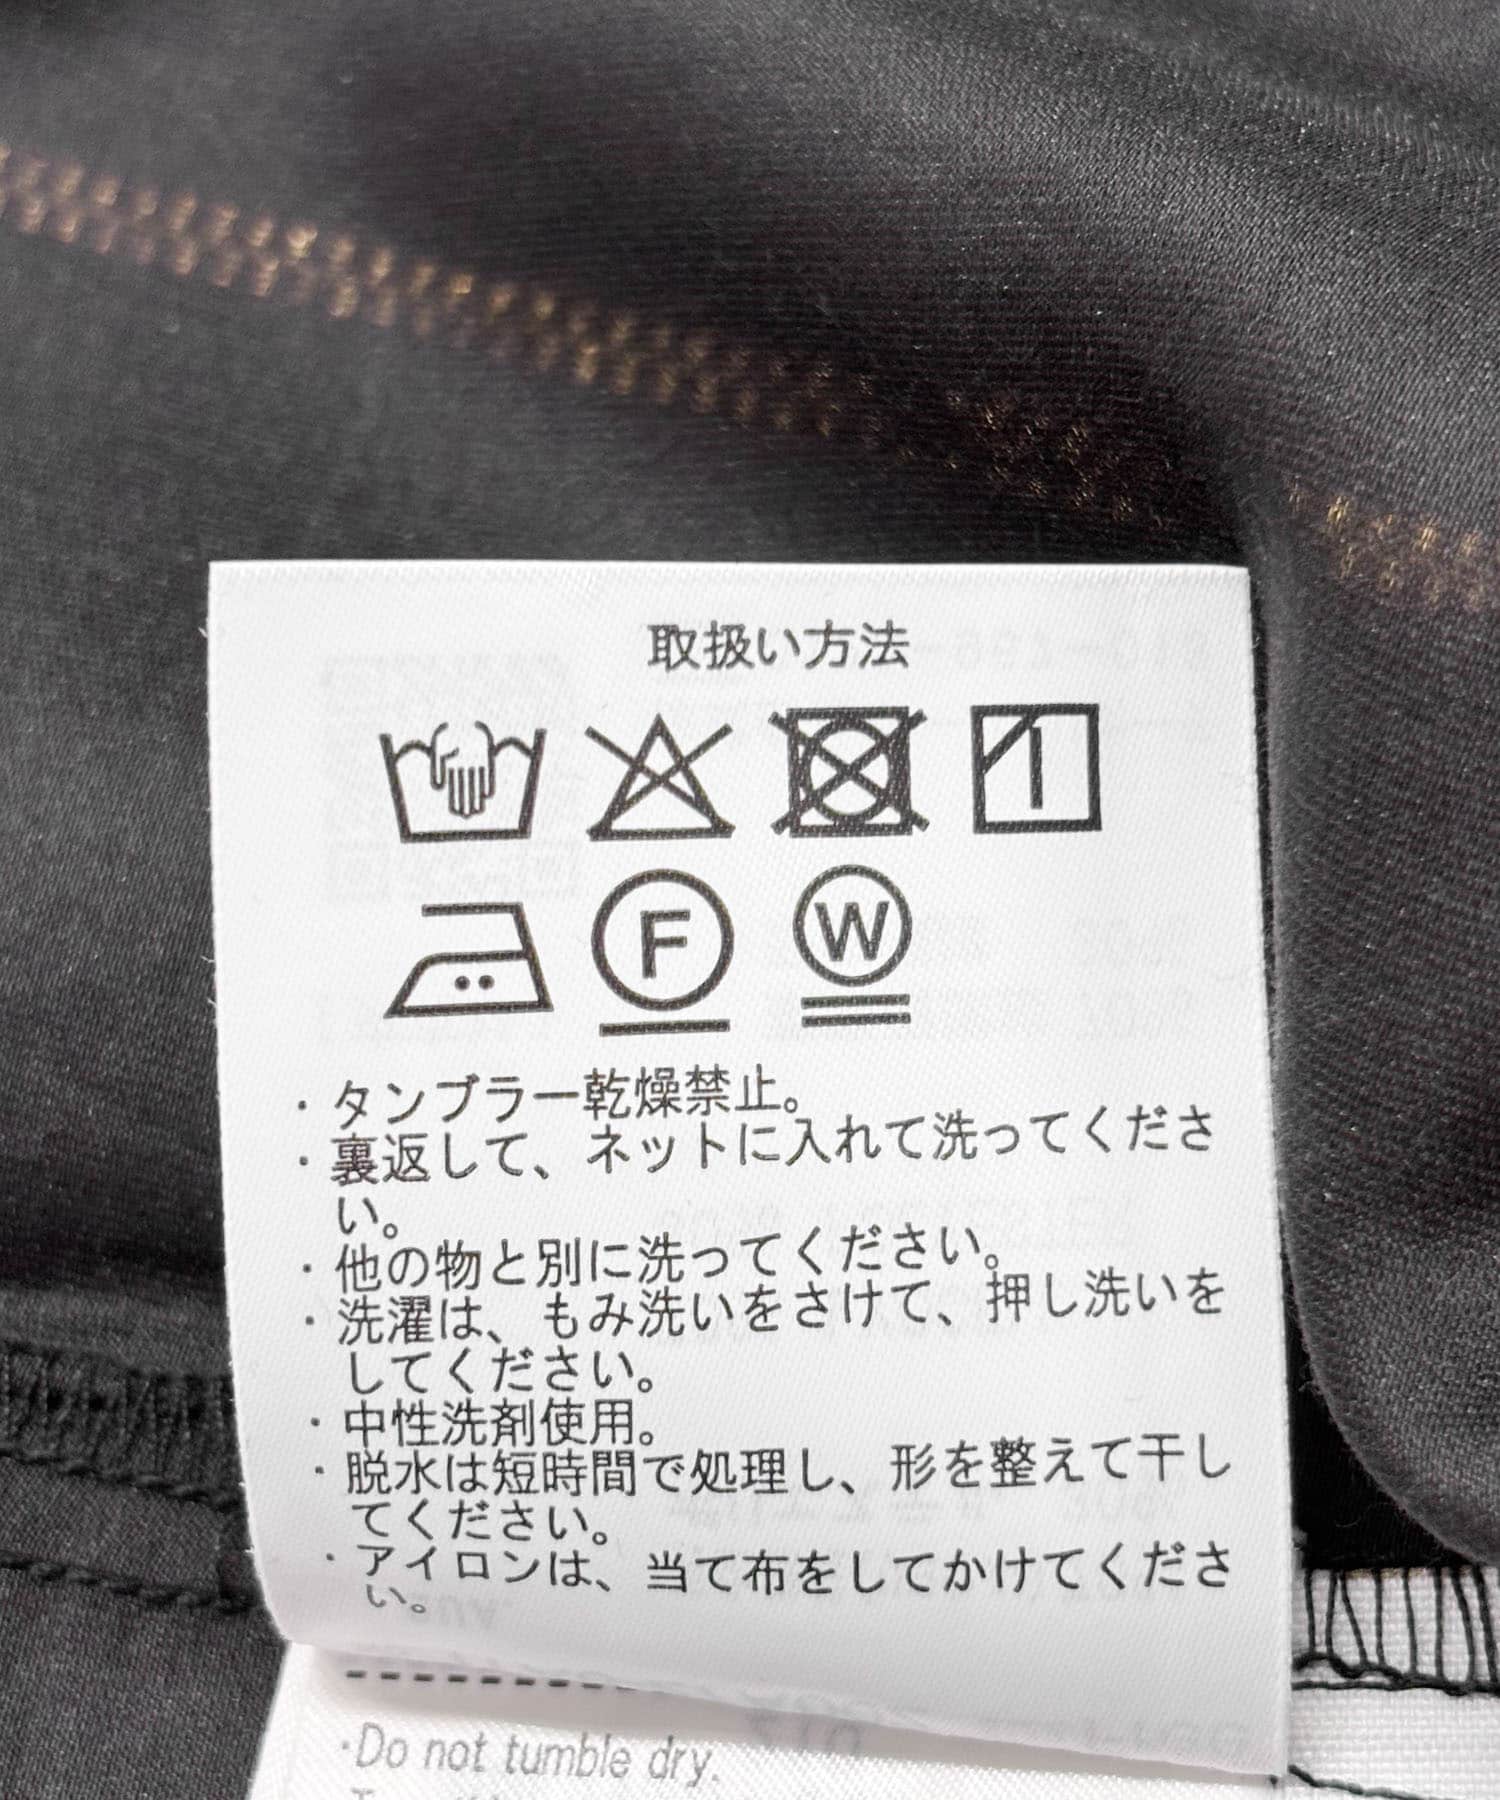 取扱い方法
F W
・タンブラー乾燥禁止。
・裏返して、ネットに入れて洗ってくださ
い。
・他の物と別に洗ってください。
・洗濯は、もみ洗いをさけて、押し洗いを
してください。
・中性洗剤使用。
・脱水は短時間で処理し、形を整えて干し
てください。
・アイロンは、当て布をしてかけてくださ
い。
・Do not tumble dry.